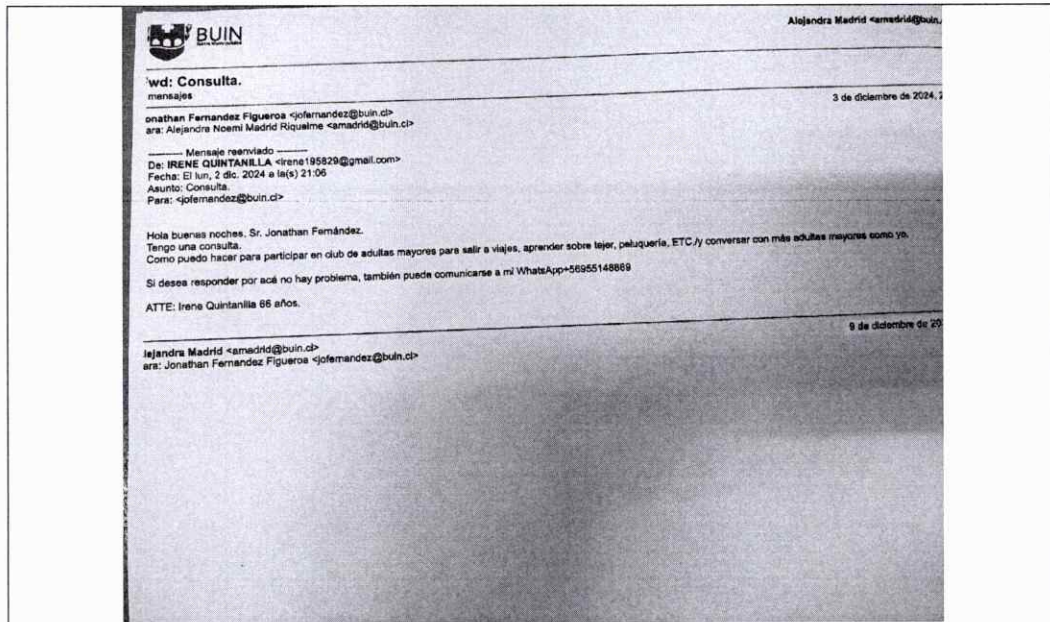 BUIN
Alejandra Madrid <amadrid@buin.
wd: Consulta.
mensajes
onathan Fernandez Figueroa <jofernandez@buin.cl>
3 de diciembre de 2024, 2
ara: Alejandra Noemi Madrid Riquelme <amadrid@buin.cl>
---------- Mensaje reenviado ----------
De: IRENE QUINTANILLA <irene195829@gmail.com>
Fecha: El lun, 2 dic. 2024 a la(s) 21:06
Asunto: Consulta.
Para: <jofernandez@buin.cl>
Hola buenas noches, Sr. Jonathan Fernández.
Tengo una consulta.
Como puedo hacer para participar en club de adultas mayores para salir a viajes, aprender sobre tejer, peluquería, ETC./y conversar con más adultas mayores como yo.
Si desea responder por acá no hay problema, también puede comunicarse a mi WhatsApp+56955148869
ATTE: Irene Quintanilla 66 años.
9 de diciembre de 20
lejandra Madrid <amadrid@buin.cl>
ara: Jonathan Fernandez Figueroa <jofernandez@buin.cl>